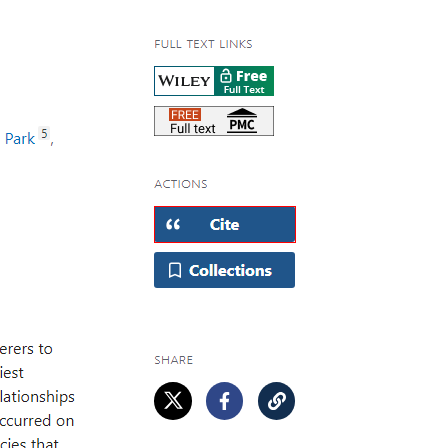 FULL TEXT LINKS
WILEY Free Full Text
FREE Full text PMC
Park 5,
ACTIONS
Cite
Collections
erers to
iest
lationships
ccurred on
cies that
SHARE